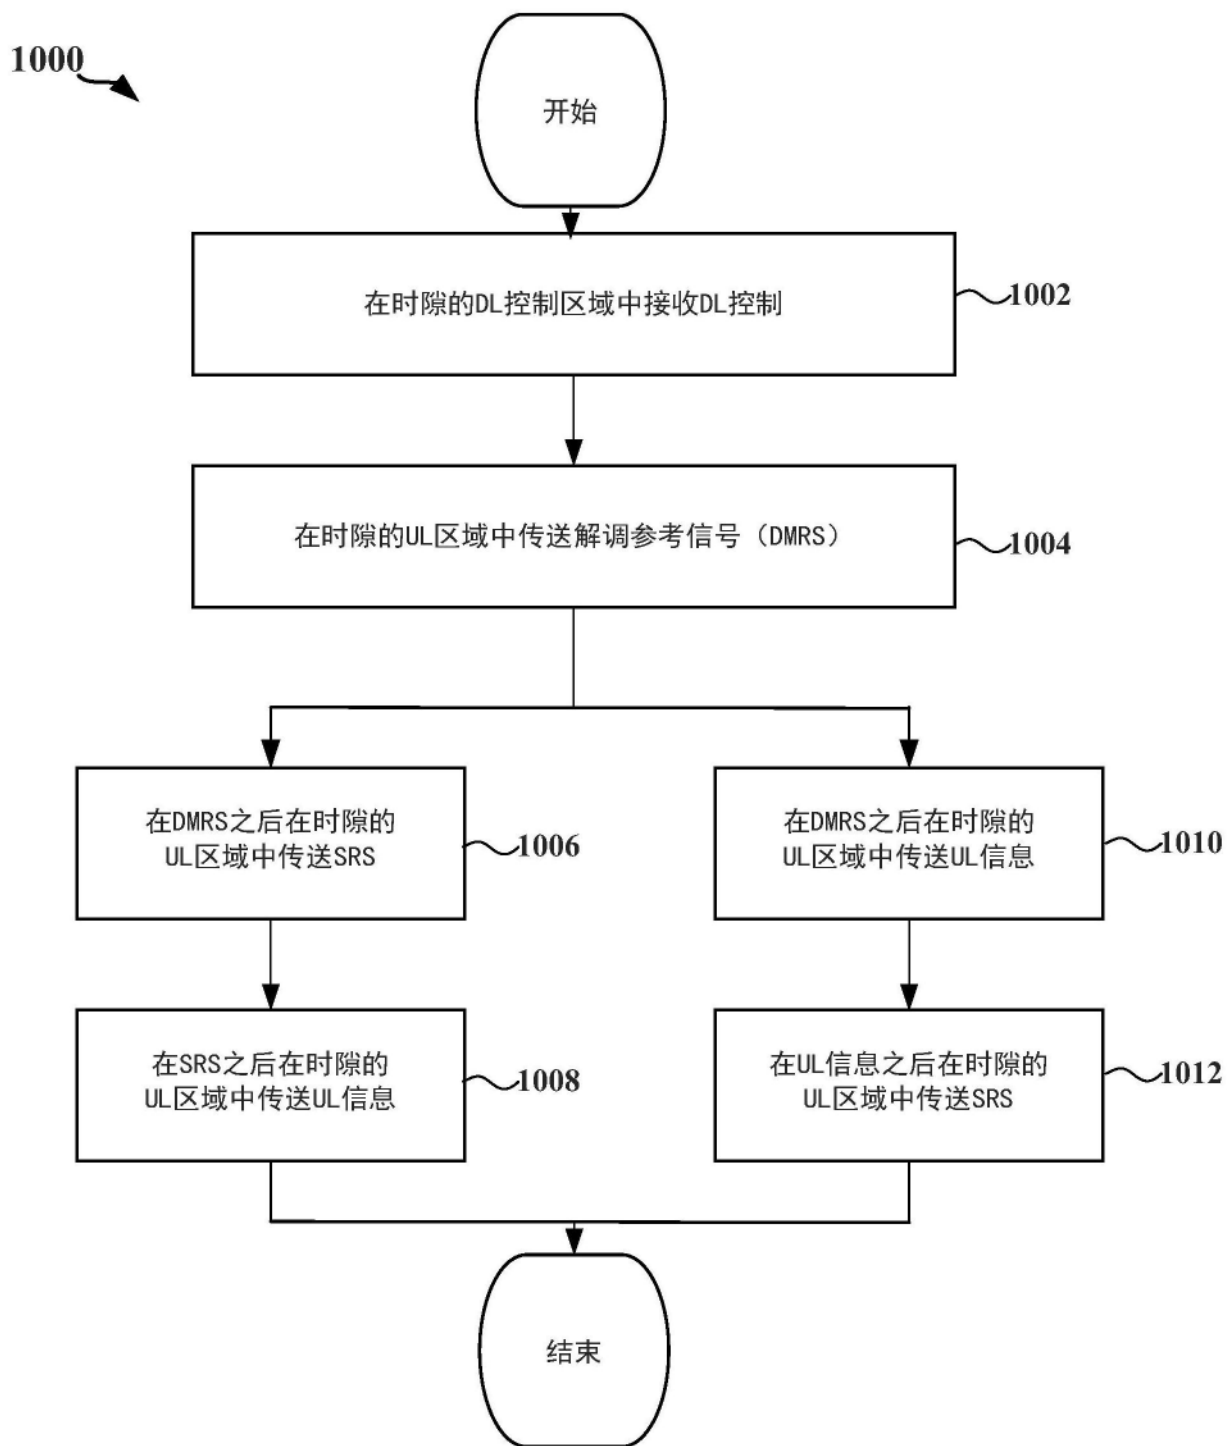 1000
开始
在时隙的DL控制区域中接收DL控制
1002
在时隙的UL区域中传送解调参考信号（DMRS）
1004
在DMRS之后在时隙的
UL区域中传送SRS
1006
在DMRS之后在时隙的
UL区域中传送UL信息
1010
在SRS之后在时隙的
UL区域中传送UL信息
1008
在UL信息之后在时隙的
UL区域中传送SRS
1012
结束